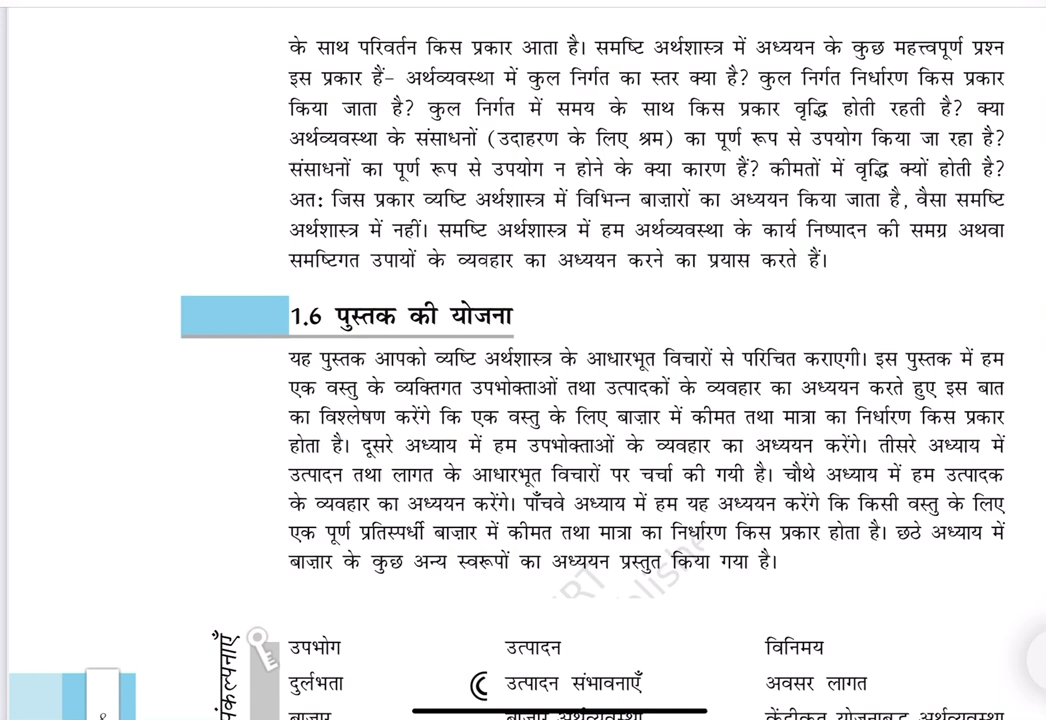 के साथ परिवर्तन किस प्रकार आता है। समष्टि अर्थशास्त्र में अध्ययन के कुछ महत्त्वपूर्ण प्रश्न
इस प्रकार हैं– अर्थव्यवस्था में कुल निर्गत का स्तर क्या है? कुल निर्गत निर्धारण किस प्रकार
किया जाता है? कुल निर्गत में समय के साथ किस प्रकार वृद्धि होती रहती है? क्या
अर्थव्यवस्था के संसाधनों (उदाहरण के लिए श्रम) का पूर्ण रूप से उपयोग किया जा रहा है?
संसाधनों का पूर्ण रूप से उपयोग न होने के क्या कारण हैं? कीमतों में वृद्धि क्यों होती है?
अत: जिस प्रकार व्यष्टि अर्थशास्त्र में विभिन्न बाज़ारों का अध्ययन किया जाता है, वैसा समष्टि
अर्थशास्त्र में नहीं। समष्टि अर्थशास्त्र में हम अर्थव्यवस्था के कार्य निष्पादन की समग्र अथवा
समष्टिगत उपायों के व्यवहार का अध्ययन करने का प्रयास करते हैं।
1.6 पुस्तक की योजना
यह पुस्तक आपको व्यष्टि अर्थशास्त्र के आधारभूत विचारों से परिचित कराएगी। इस पुस्तक में हम
एक वस्तु के व्यक्तिगत उपभोक्ताओं तथा उत्पादकों के व्यवहार का अध्ययन करते हुए इस बात
का विश्लेषण करेंगे कि एक वस्तु के लिए बाज़ार में कीमत तथा मात्रा का निर्धारण किस प्रकार
होता है। दूसरे अध्याय में हम उपभोक्ताओं के व्यवहार का अध्ययन करेंगे। तीसरे अध्याय में
उत्पादन तथा लागत के आधारभूत विचारों पर चर्चा की गयी है। चौथे अध्याय में हम उत्पादक
के व्यवहार का अध्ययन करेंगे। पाँचवे अध्याय में हम यह अध्ययन करेंगे कि किसी वस्तु के लिए
एक पूर्ण प्रतिस्पर्धी बाज़ार में कीमत तथा मात्रा का निर्धारण किस प्रकार होता है। छठे अध्याय में
बाज़ार के कुछ अन्य स्वरूपों का अध्ययन प्रस्तुत किया गया है।
उपभोग उत्पादन विनिमय
दुर्लभता उत्पादन संभावनाएँ अवसर लागत
बाज़ार बाज़ार अर्थव्यवस्था केंद्रीकृत योजनाबद्ध अर्थव्यवस्था